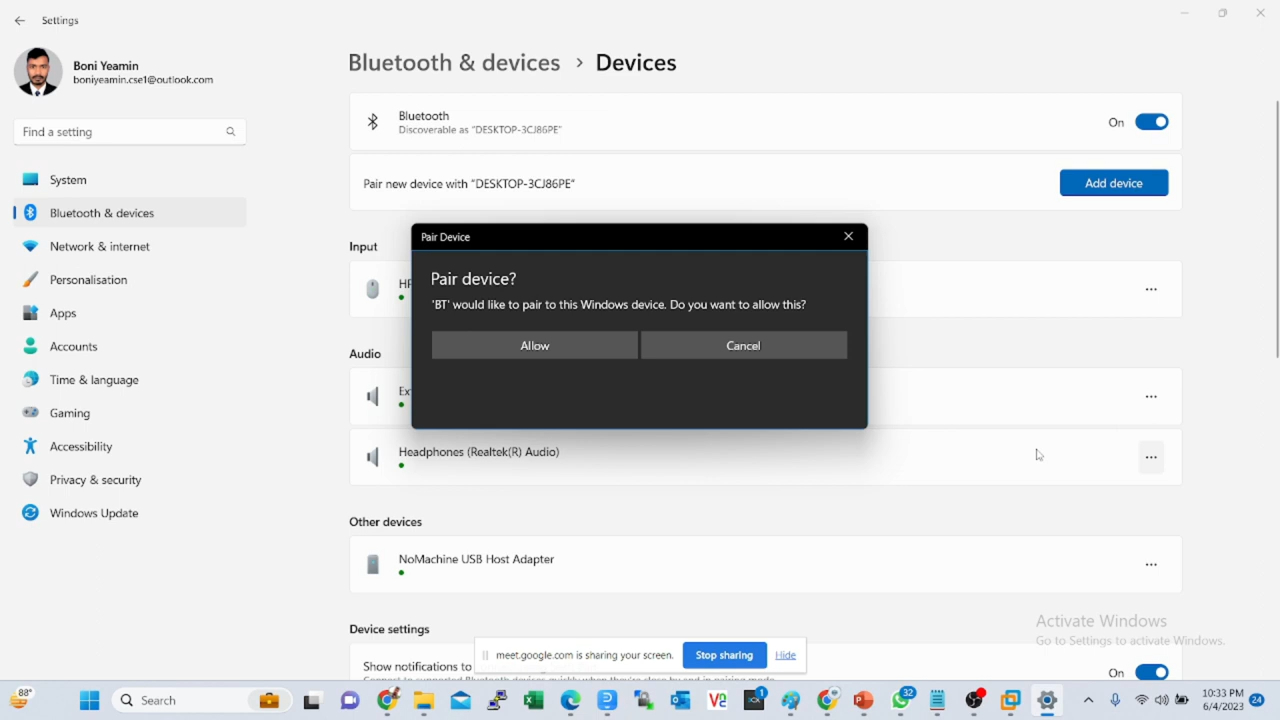 Settings
Boni Yeamin
boniyeamin.cse1@outlook.com
Find a setting
System
Bluetooth & devices
Network & internet
Personalisation
Apps
Accounts
Time & language
Gaming
Accessibility
Privacy & security
Windows Update
Bluetooth & devices > Devices
Bluetooth
Discoverable as "DESKTOP-3CJ86PE"
On
Pair new device with "DESKTOP-3CJ86PE"
Add device
Input
Pair Device
Pair device?
'BT' would like to pair to this Windows device. Do you want to allow this?
Allow
Cancel
Audio
Headphones (Realtek(R) Audio)
Other devices
NoMachine USB Host Adapter
Device settings
Show notifications to
On
meet.google.com is sharing your screen.
Stop sharing
Hide
Activate Windows
Go to Settings to activate Windows.
88°
Search
1
32
10:33 PM
6/4/2023
24